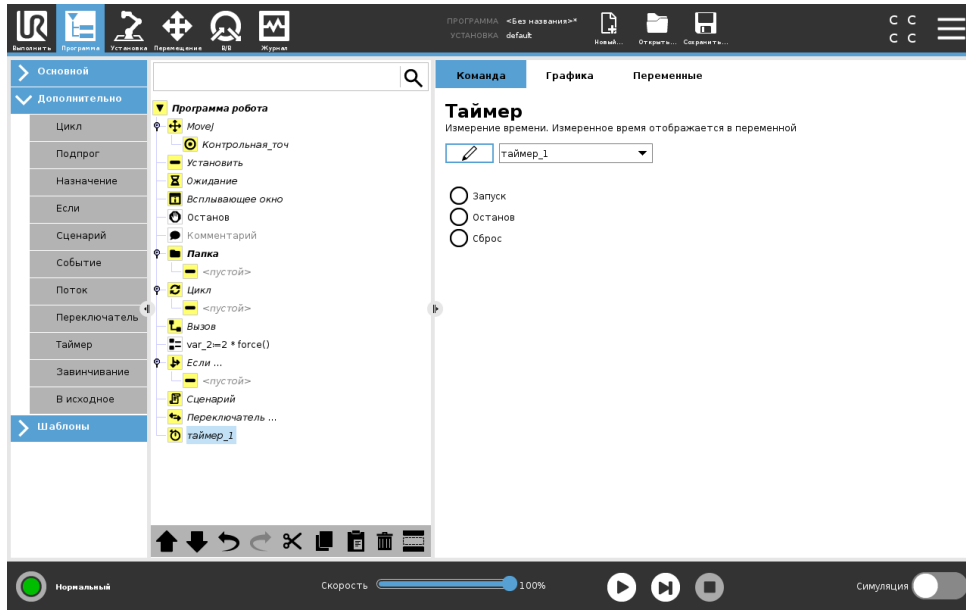 ПРОГРАММА <Без названия>*
УСТАНОВКА default
Выполнить Программа Установка Перемещение В/В Журнал
Новый... Открыть... Сохранить...
C C
C C
Основной
Дополнительно
Цикл
Подпрог
Назначение
Если
Сценарий
Событие
Поток
Переключатель
Таймер
Завинчивание
В исходное
Шаблоны
Программа робота
MoveJ
Контрольная_точ
Установить
Ожидание
Всплывающее окно
Останов
Комментарий
Папка
<пустой>
Цикл
<пустой>
Вызов
var_2≔2 * force()
Если ...
<пустой>
Сценарий
Переключатель ...
таймер_1
Команда Графика Переменные
Таймер
Измерение времени. Измеренное время отображается в переменной
таймер_1
Запуск
Останов
Сброс
Нормальный
Скорость 100%
Симуляция